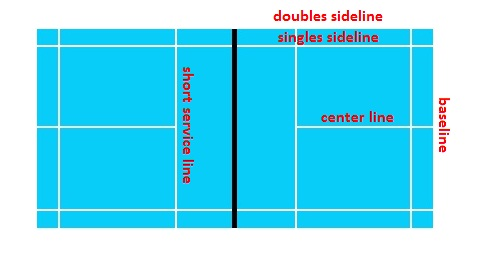 doubles sideline
singles sideline
short service line
center line
baseline